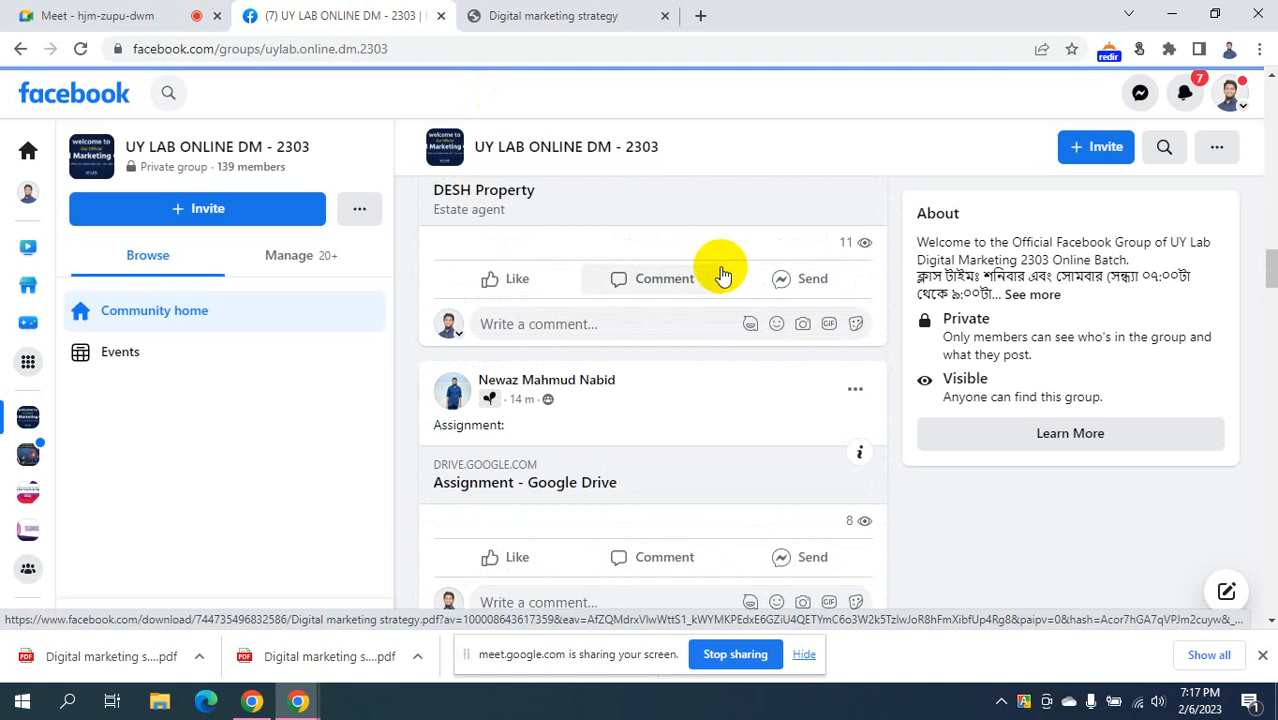 Meet - hjm-zupu-dwm
(7) UY LAB ONLINE DM - 2303 |
Digital marketing strategy
facebook.com/groups/uylab.online.dm.2303
redir
facebook
7
UY LAB ONLINE DM - 2303
Private group · 139 members
+ Invite
Browse
Manage 20+
Community home
Events
UY LAB ONLINE DM - 2303
+ Invite
DESH Property
Estate agent
11
Like
Comment
Send
Write a comment...
GIF
Newaz Mahmud Nabid
· 14 m ·
Assignment:
DRIVE.GOOGLE.COM
Assignment - Google Drive
8
Like
Comment
Send
Write a comment...
GIF
About
Welcome to the Official Facebook Group of UY Lab
Digital Marketing 2303 Online Batch.
ক্লাস টাইমঃ শনিবার এবং সোমবার (সন্ধ্যা ০৭:০০টা
থেকে ৯:০০টা... See more
Private
Only members can see who's in the group and
what they post.
Visible
Anyone can find this group.
Learn More
Digital marketing s....pdf
Digital marketing s....pdf
meet.google.com is sharing your screen.
Stop sharing
Hide
Show all
7:17 PM
2/6/2023